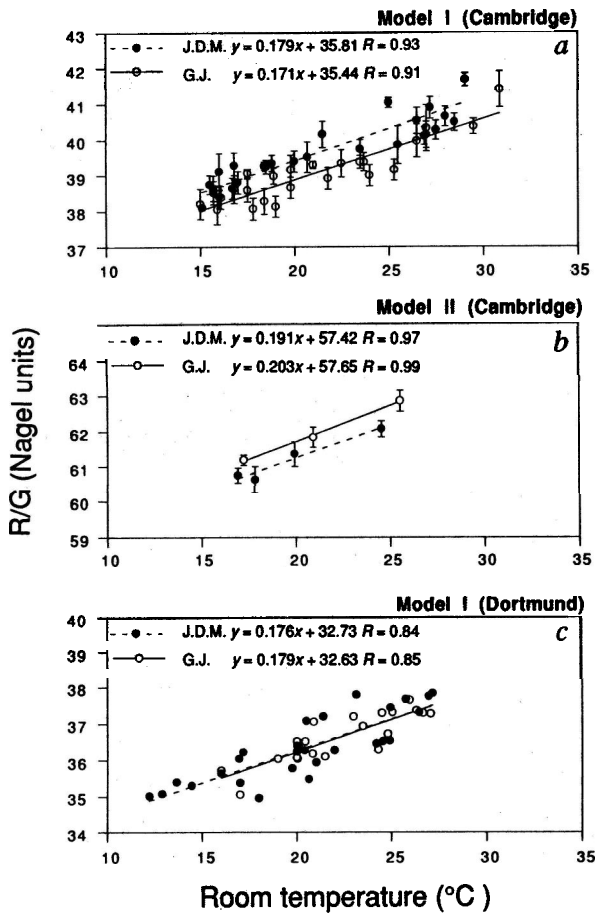 Model I (Cambridge)
a
J.D.M. y = 0.179x + 35.81 R = 0.93
G.J. y = 0.171x + 35.44 R = 0.91
43
42
41
40
39
38
37
10 15 20 25 30 35
Model II (Cambridge)
b
J.D.M. y = 0.191x + 57.42 R = 0.97
G.J. y = 0.203x + 57.65 R = 0.99
64
63
62
61
60
59
10 15 20 25 30 35
R/G (Nagel units)
Model I (Dortmund)
c
J.D.M. y = 0.176x + 32.73 R = 0.84
G.J. y = 0.179x + 32.63 R = 0.85
40
39
38
37
36
35
34
10 15 20 25 30 35
Room temperature (°C )